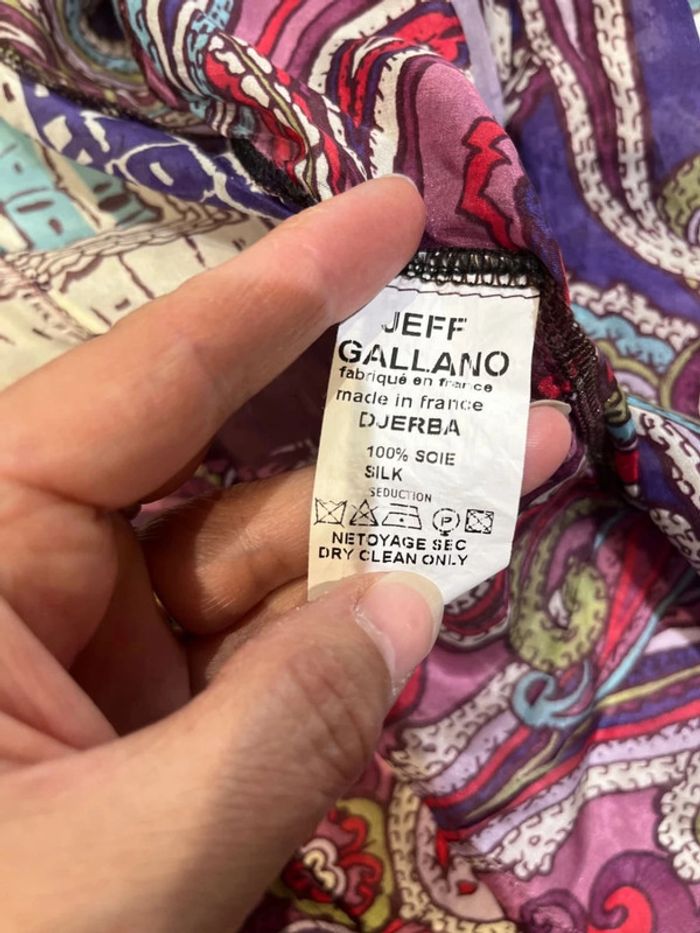 JEFF
GALLANO
fabriqué en france
made in france
DJERBA
100% SOIE
SILK
SEDUCTION
P
NETOYAGE SEC
DRY CLEAN ONLY